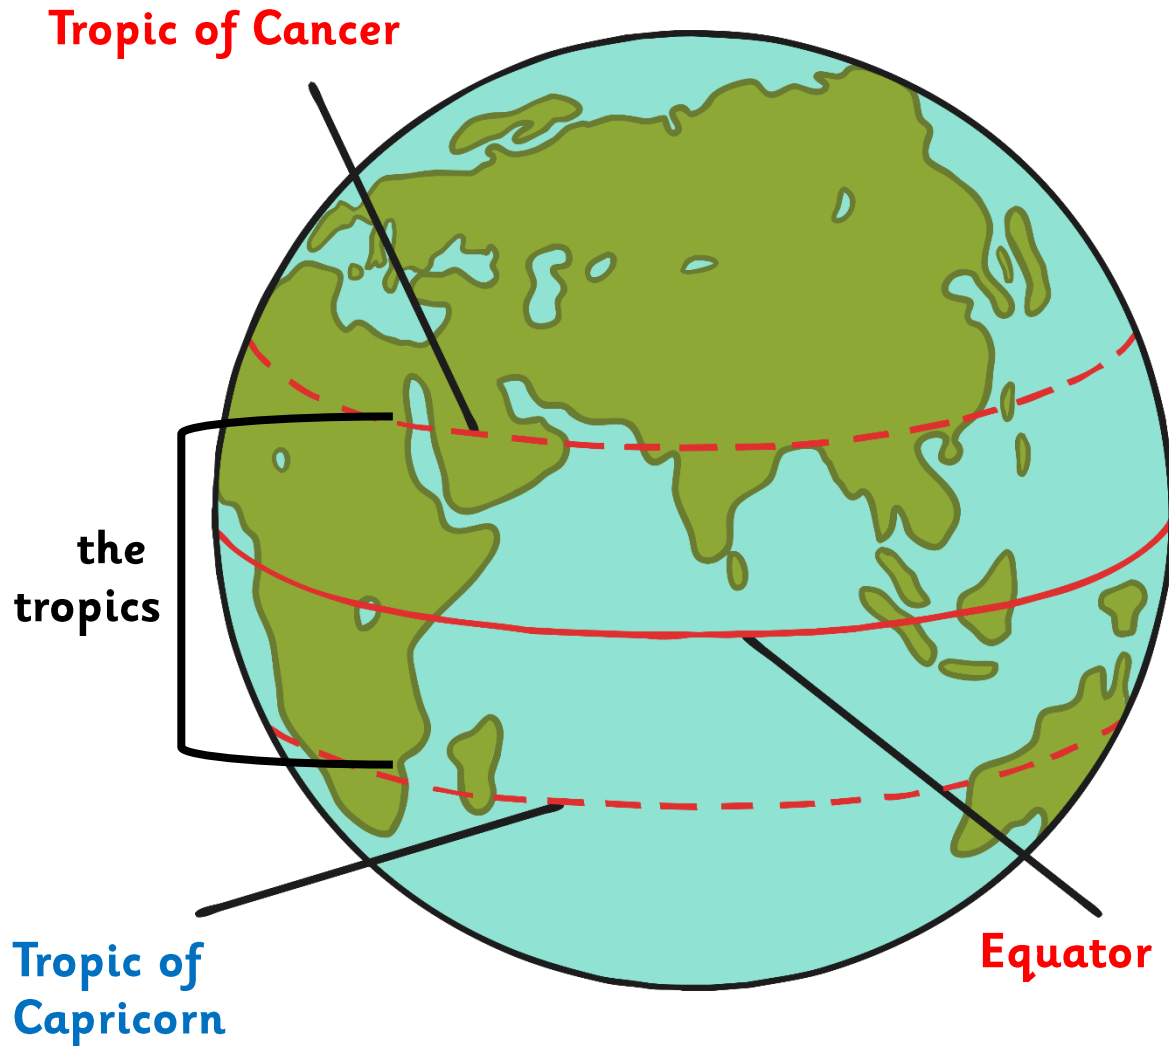 Tropic of Cancer
the
tropics
Tropic of
Capricorn
Equator